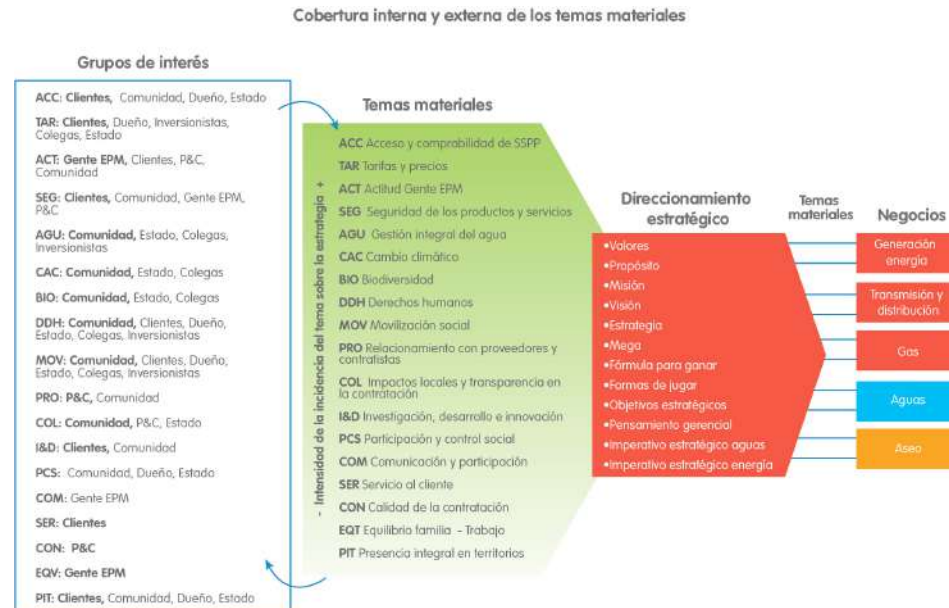 Cobertura interna y externa de los temas materiales
Grupos de interés
ACC: Clientes, Comunidad, Dueño, Estado
TAR: Clientes, Dueño, Inversionistas,
Colegas, Estado
ACT: Gente EPM, Clientes, P&C,
Comunidad
SEG: Clientes, Comunidad, Gente EPM,
P&C
AGU: Comunidad, Estado, Colegas,
Inversionistas
CAC: Comunidad, Estado, Colegas
BIO: Comunidad, Estado, Colegas
DDH: Comunidad, Clientes, Dueño,
Estado, Colegas, Inversionistas
MOV: Comunidad, Clientes, Dueño,
Estado, Colegas, Inversionistas
PRO: P&C, Comunidad
COL: Comunidad, P&C, Estado
I&D: Clientes, Comunidad
PCS: Comunidad, Dueño, Estado
COM: Gente EPM
SER: Clientes
CON: P&C
EQV: Gente EPM
PIT: Clientes, Comunidad, Dueño, Estado
Temas materiales
- Intensidad de la incidencia del tema sobre la estrategia +
ACC Acceso y comprabilidad de SSPP
TAR Tarifas y precios
ACT Actitud Gente EPM
SEG Seguridad de los productos y servicios
AGU Gestión integral del agua
CAC Cambio climático
BIO Biodiversidad
DDH Derechos humanos
MOV Movilización social
PRO Relacionamiento con proveedores y
contratistas
COL Impactos locales y transparencia en
la contratación
I&D Investigación, desarrollo e innovación
PCS Participación y control social
COM Comunicación y participación
SER Servicio al cliente
CON Calidad de la contratación
EQT Equilibrio familia - Trabajo
PIT Presencia integral en territorios
Direccionamiento
estratégico
•Valores
•Propósito
•Misión
•Visión
•Estrategia
•Mega
•Fórmula para ganar
•Formas de jugar
•Objetivos estratégicos
•Pensamiento gerencial
•Imperativo estratégico aguas
•Imperativo estratégico energía
Temas
materiales
Negocios
Generación
energía
Transmisión y
distribución
Gas
Aguas
Aseo